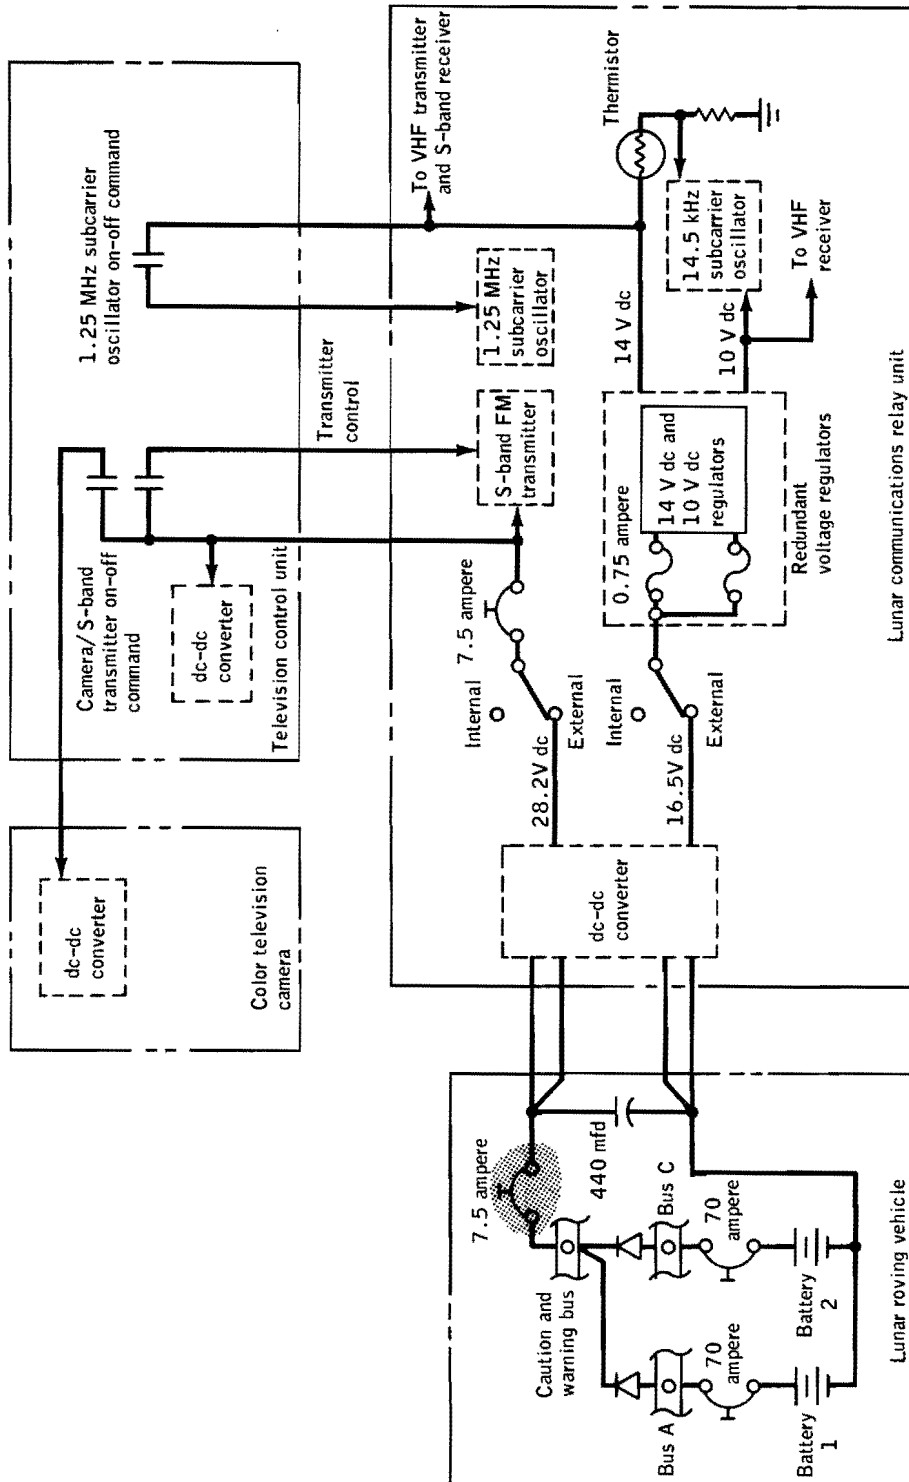 Color television
camera
dc-dc
converter
Camera/S-band
transmitter on-off
command
dc-dc
converter
Television control unit
1.25 MHz subcarrier
oscillator on-off command
Transmitter
control
To VHF transmitter
and S-band receiver
Lunar roving vehicle
Battery
1
Battery
2
70
ampere
70
ampere
Bus A
Bus C
Caution and
warning bus
7.5 ampere
440 mfd
dc-dc
converter
28.2V dc
16.5V dc
Internal
External
Internal
External
7.5 ampere
S-band FM
transmitter
1.25 MHz
subcarrier
oscillator
0.75 ampere
14 V dc and
10 V dc
regulators
Redundant
voltage regulators
14 V dc
10 V dc
Thermistor
14.5 kHz
subcarrier
oscillator
To VHF
receiver
Lunar communications relay unit